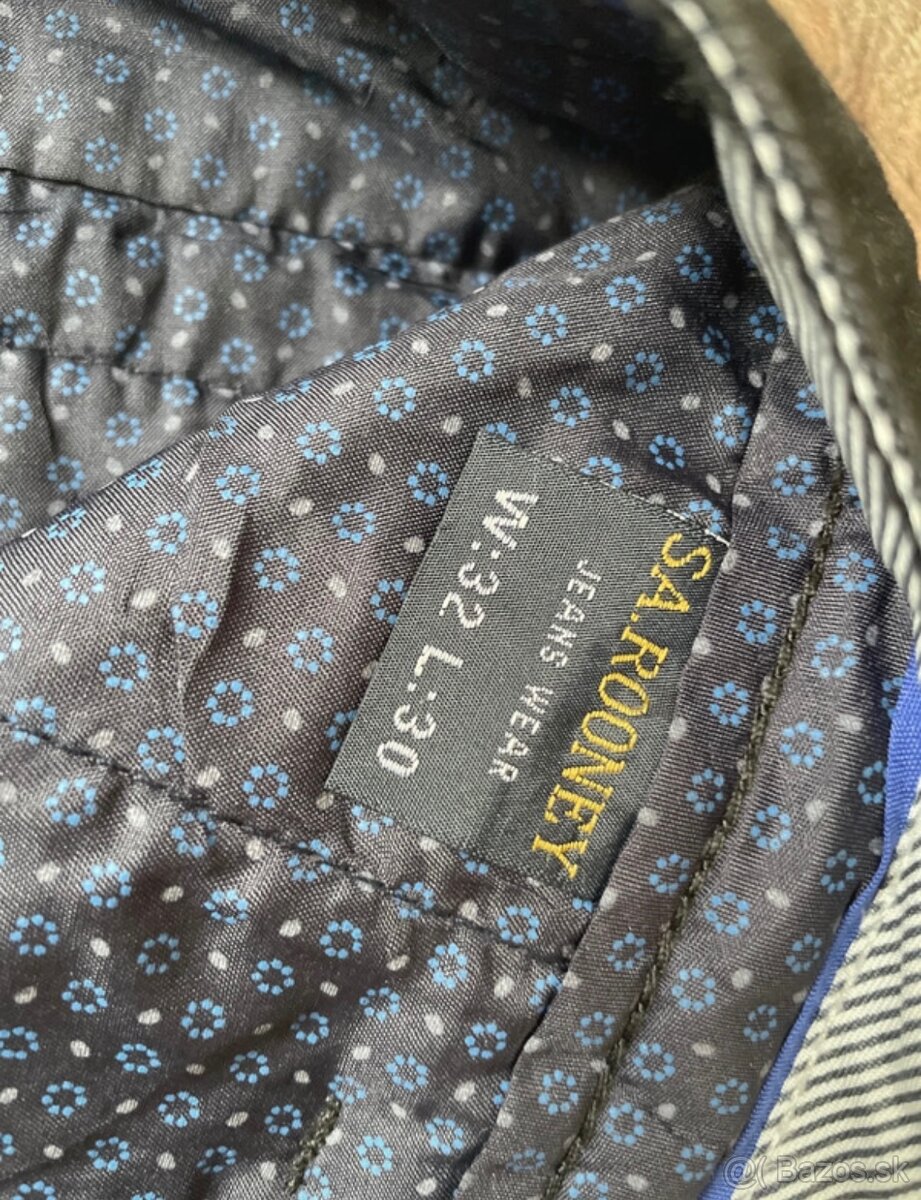 SA.ROONEY
JEANS WEAR
W:32 L:30
@( Bazos.sk